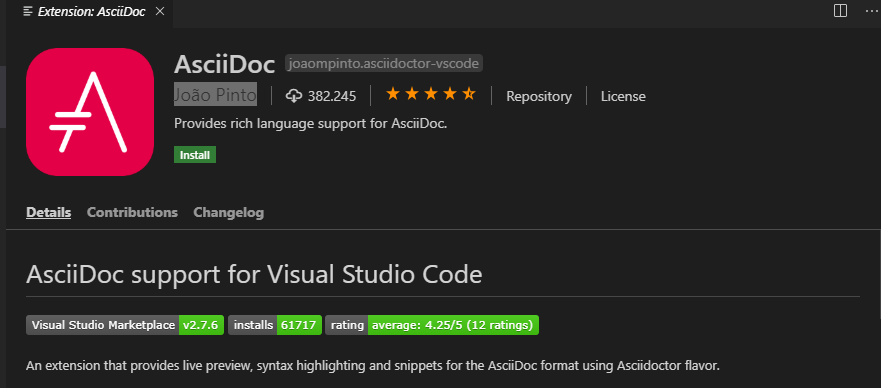 Extension: AsciiDoc
AsciiDoc joaompinto.asciidoctor-vscode
João Pinto 382.245 Repository License
Provides rich language support for AsciiDoc.
Install
Details Contributions Changelog
AsciiDoc support for Visual Studio Code
Visual Studio Marketplace v2.7.6 installs 61717 rating average: 4.25/5 (12 ratings)
An extension that provides live preview, syntax highlighting and snippets for the AsciiDoc format using Asciidoctor flavor.